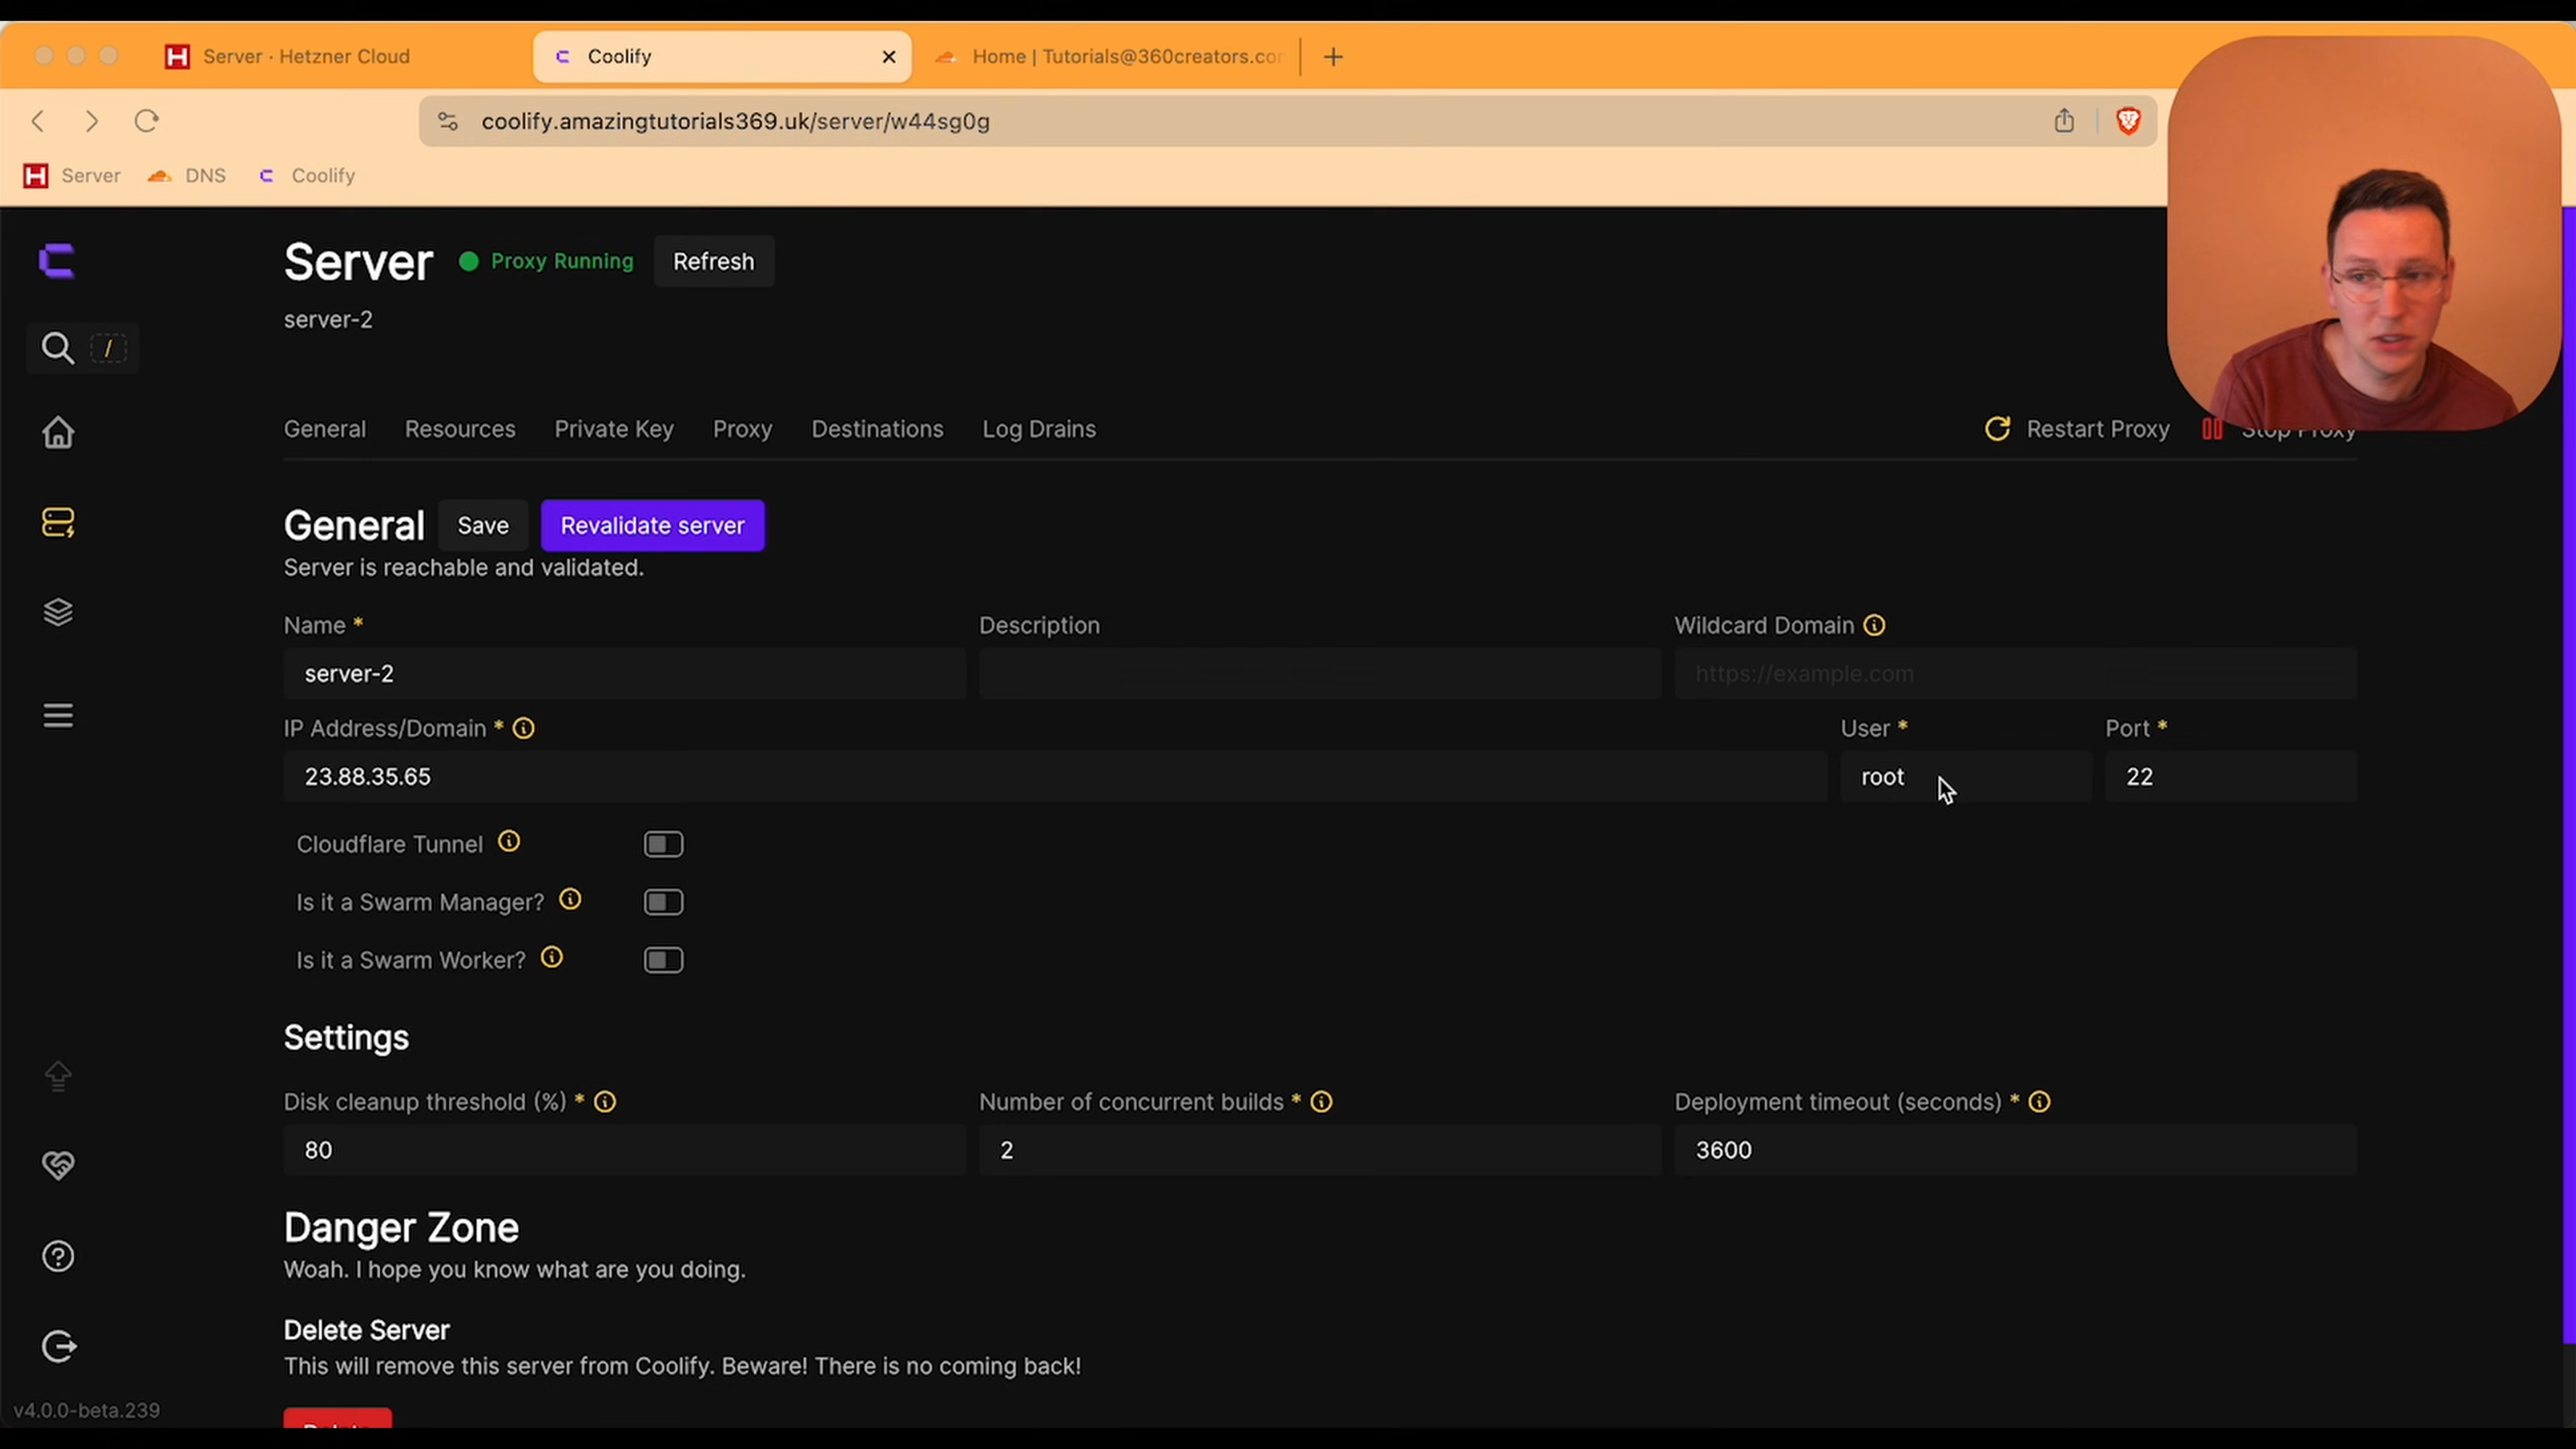 Server · Hetzner Cloud
Coolify
Home | Tutorials@360creators.cor
coolify.amazingtutorials369.uk/server/w44sg0g
Server
DNS
Coolify
Server
Proxy Running
Refresh
server-2
/
General
Resources
Private Key
Proxy
Destinations
Log Drains
Restart Proxy
Stop Proxy
General
Save
Revalidate server
Server is reachable and validated.
Name *
Description
Wildcard Domain
server-2
https://example.com
IP Address/Domain *
User *
Port *
23.88.35.65
root
22
Cloudflare Tunnel
Is it a Swarm Manager?
Is it a Swarm Worker?
Settings
Disk cleanup threshold (%) *
Number of concurrent builds *
Deployment timeout (seconds) *
80
2
3600
Danger Zone
Woah. I hope you know what are you doing.
Delete Server
This will remove this server from Coolify. Beware! There is no coming back!
v4.0.0-beta.239